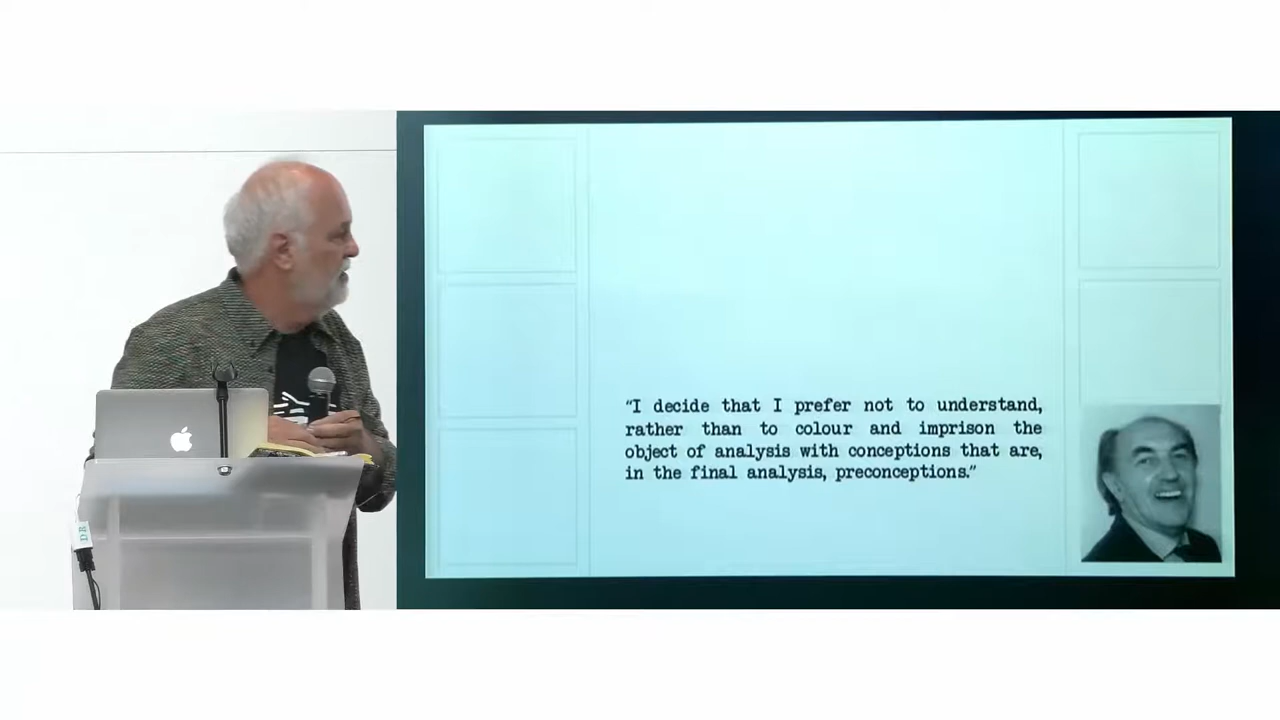 "I decide that I prefer not to understand,
rather than to colour and imprison the
object of analysis with conceptions that are,
in the final analysis, preconceptions."